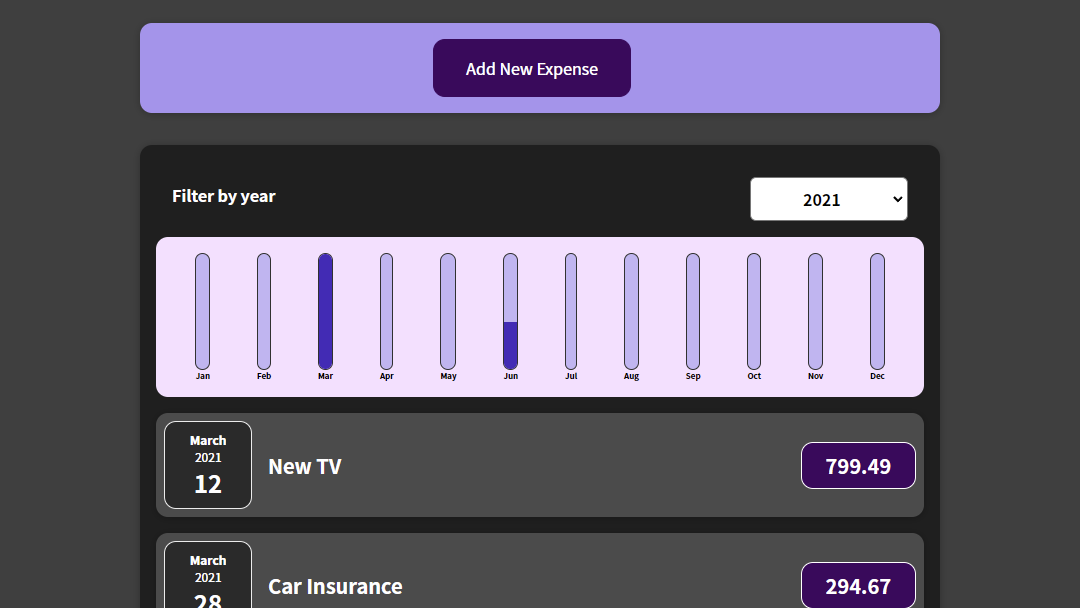 Add New Expense
Filter by year
2021
Jan Feb Mar Apr May Jun Jul Aug Sep Oct Nov Dec
March
2021
12
New TV
799.49
March
2021
28
Car Insurance
294.67